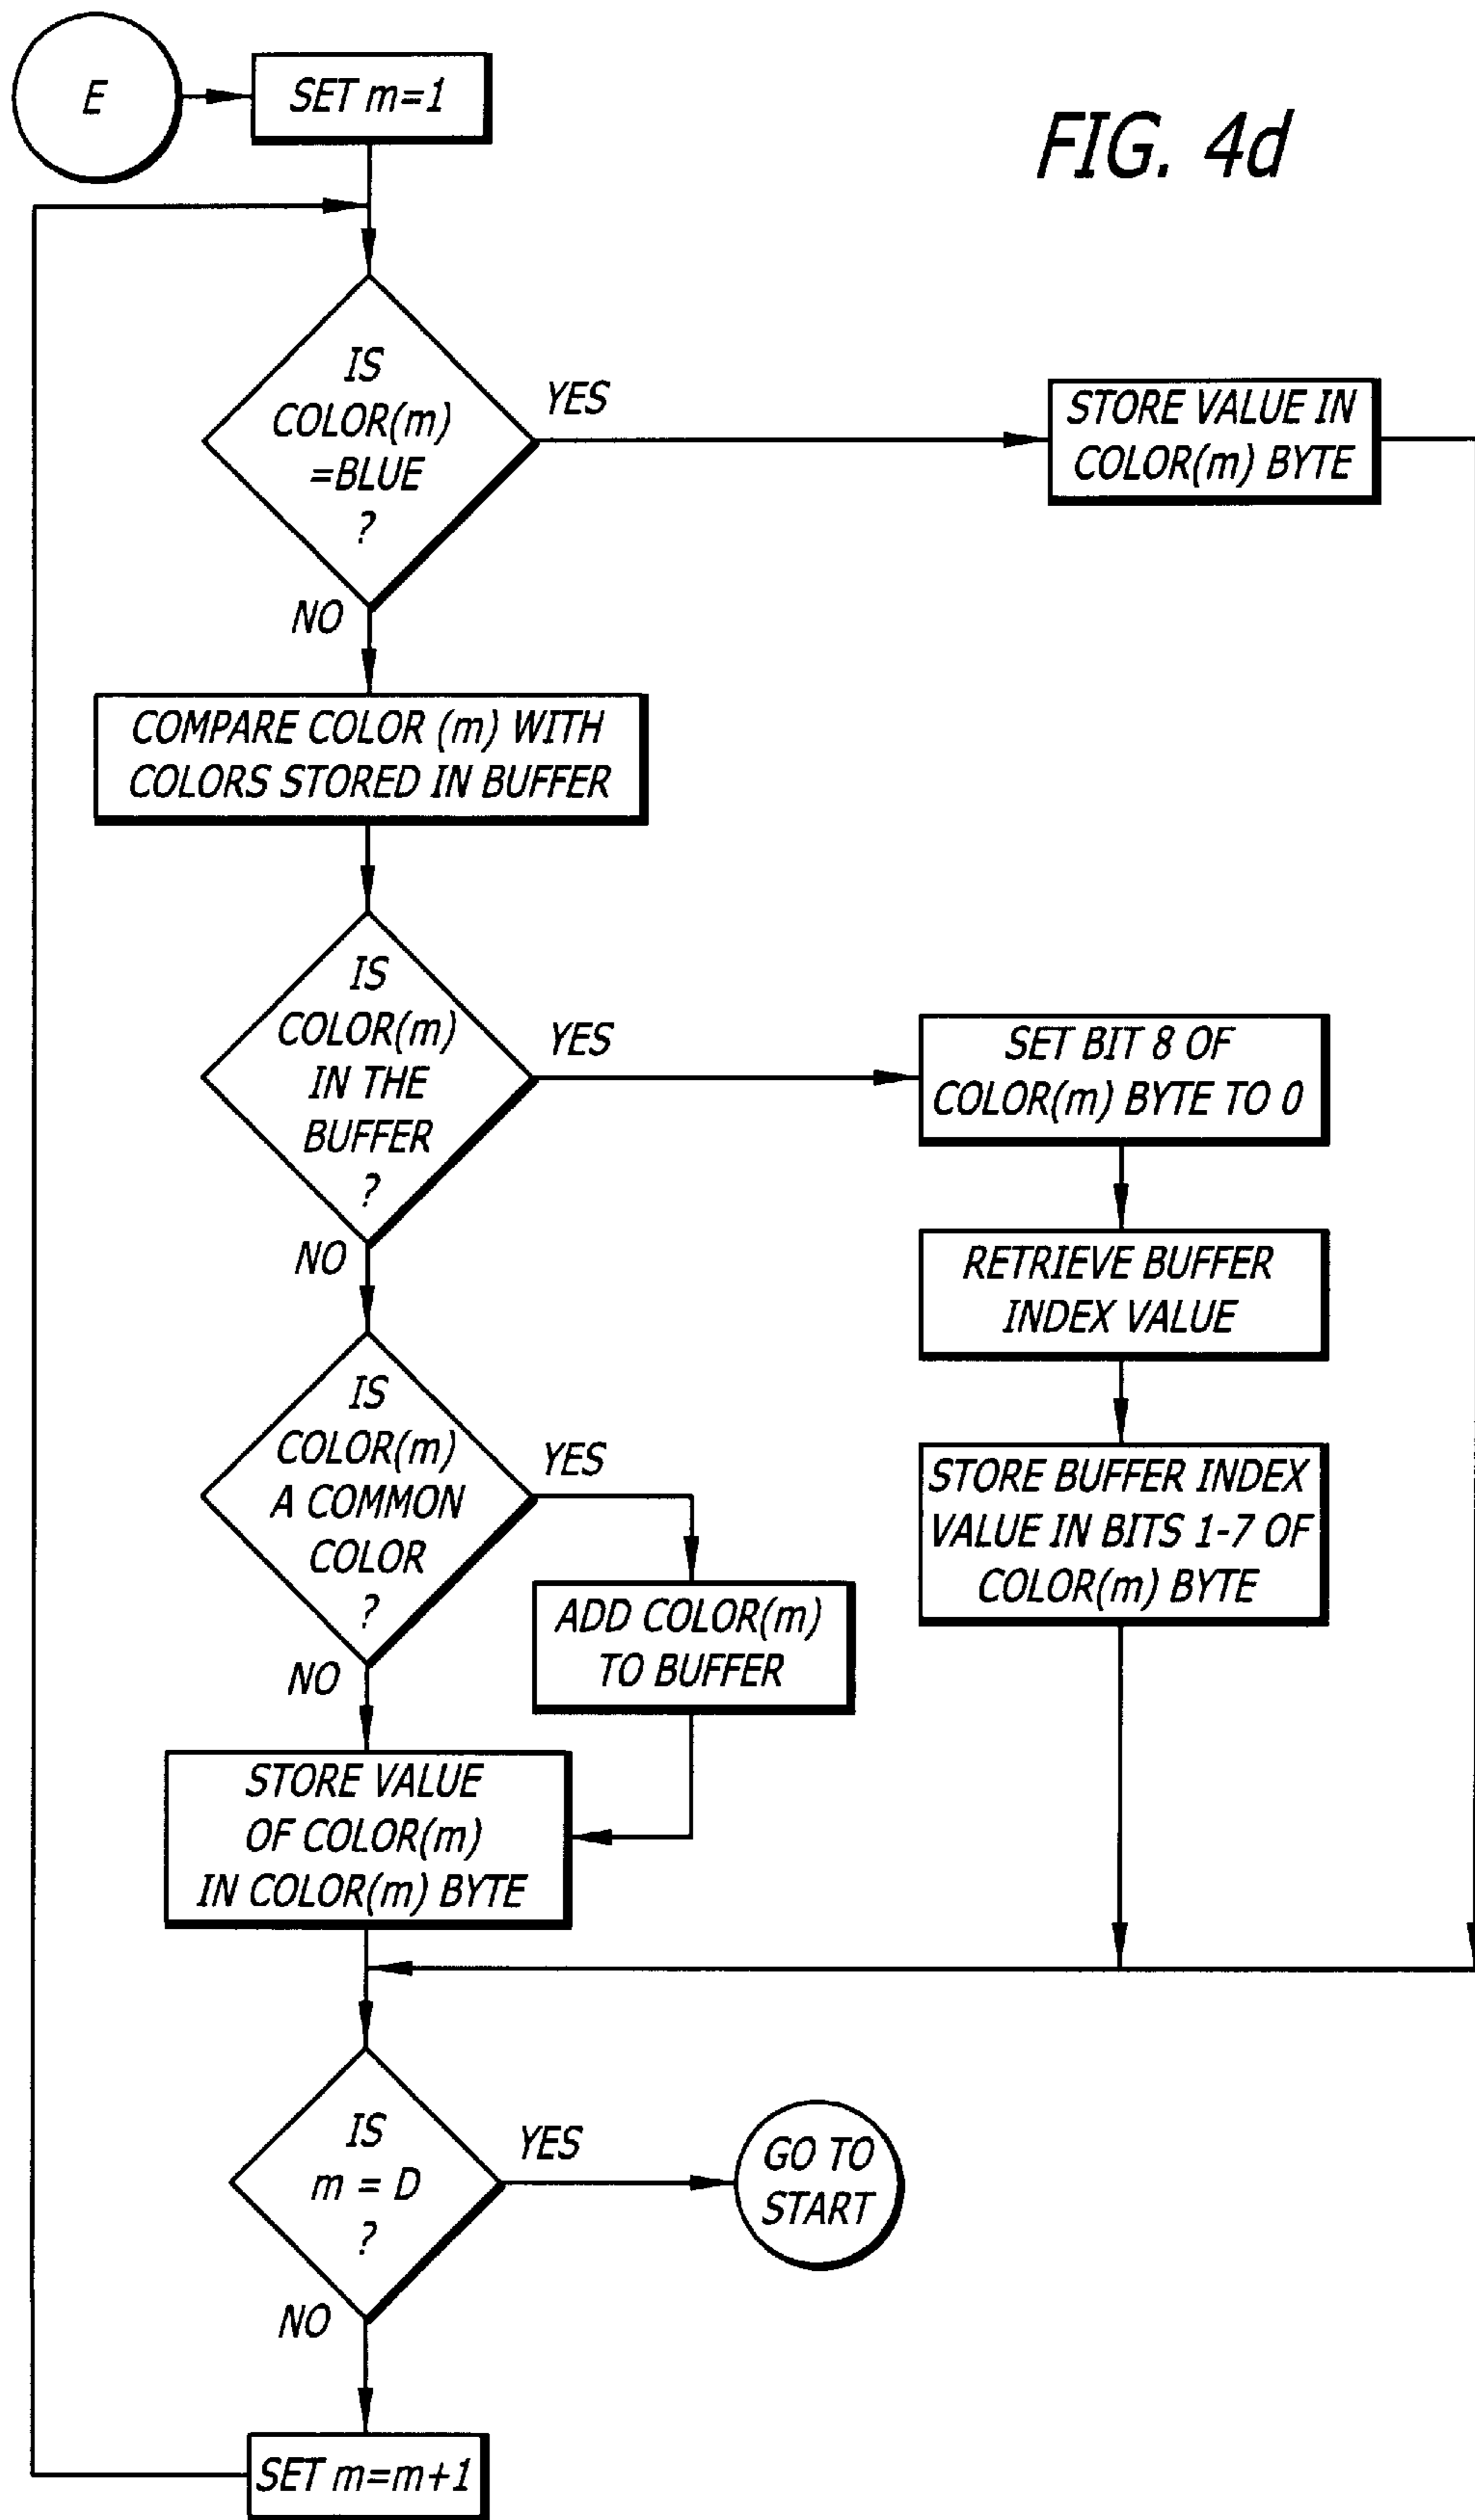 E
SET m=1
FIG. 4d
IS
COLOR(m)
=BLUE
?
YES
STORE VALUE IN
COLOR(m) BYTE
NO
COMPARE COLOR (m) WITH
COLORS STORED IN BUFFER
IS
COLOR(m)
IN THE
BUFFER
?
YES
SET BIT 8 OF
COLOR(m) BYTE TO 0
NO
RETRIEVE BUFFER
INDEX VALUE
IS
COLOR(m)
A COMMON
COLOR
?
YES
STORE BUFFER INDEX
VALUE IN BITS 1-7 OF
COLOR(m) BYTE
ADD COLOR(m)
TO BUFFER
NO
STORE VALUE
OF COLOR(m)
IN COLOR(m) BYTE
IS
m = D
?
YES
GO TO
START
NO
SET m=m+1